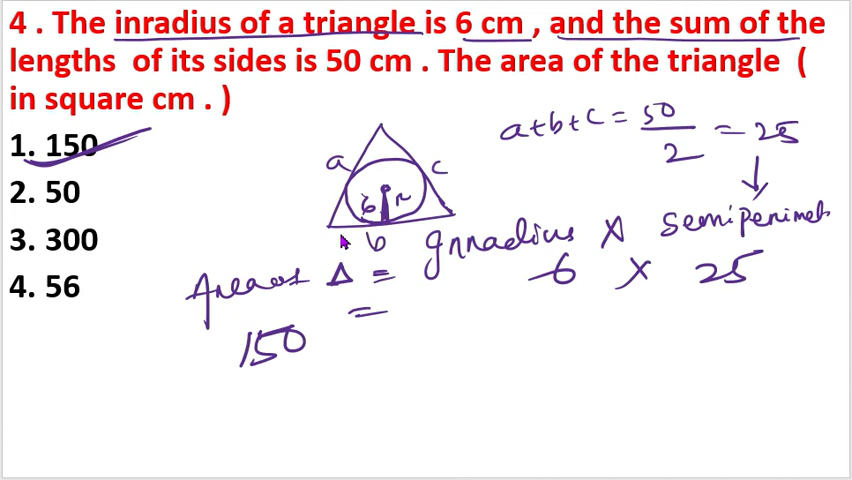 4 . The inradius of a triangle is 6 cm , and the sum of the
lengths of its sides is 50 cm . The area of the triangle (
in square cm . )
1. 150
2. 50
3. 300
4. 56
a+b+c = 50/2 = 25
a c
6 r
b
Area of Δ = Inradius × semiperimet
6 × 25
=
150